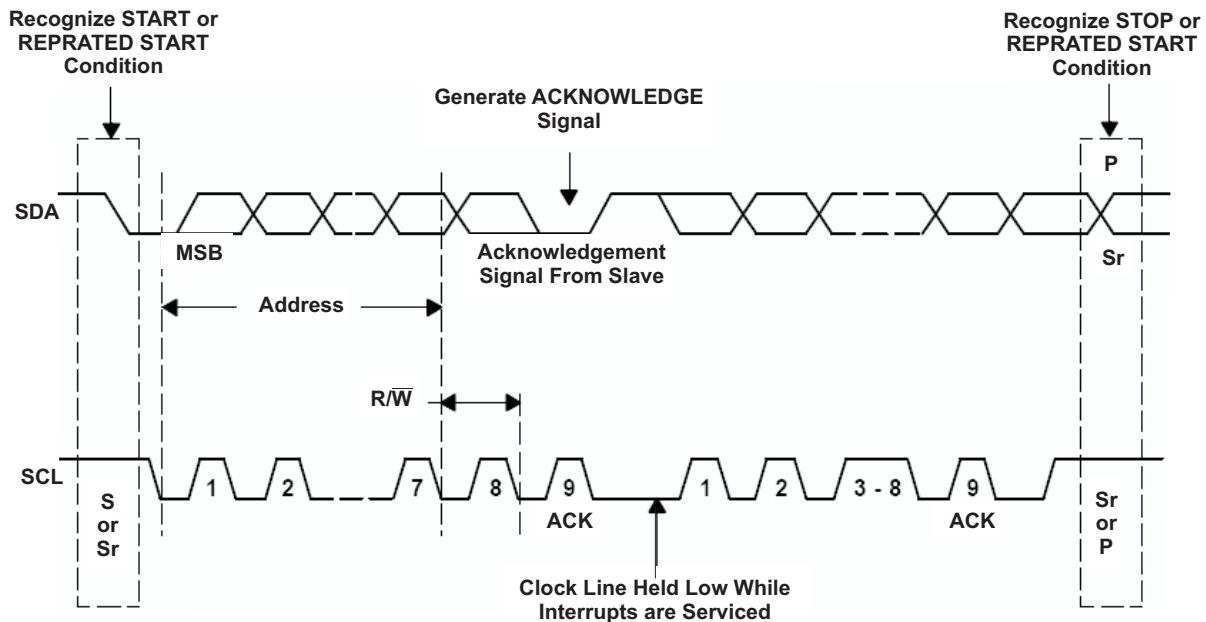 Recognize START or
REPRATED START
Condition
Recognize STOP or
REPRATED START
Condition
Generate ACKNOWLEDGE
Signal
P
SDA
MSB
Acknowledgement
Signal From Slave
Sr
Address
R/W̅
SCL
1
2
7
8
9
1
2
3 - 8
9
ACK
ACK
S
or
Sr
Sr
or
P
Clock Line Held Low While
Interrupts are Serviced